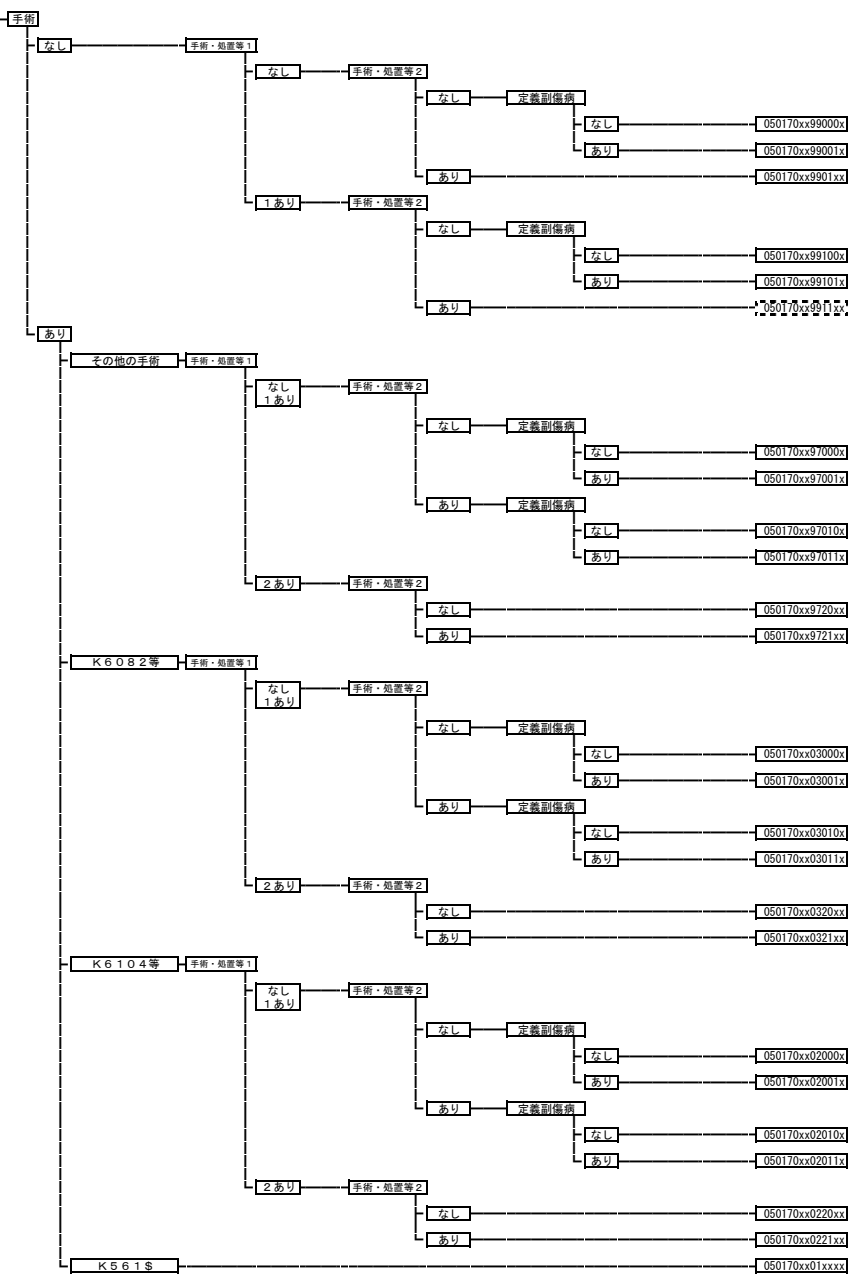 手術
なし 手術・処置等1
なし 手術・処置等2
なし 定義副傷病
なし 050170xx99000x
あり 050170xx99001x
あり 050170xx9901xx
1あり 手術・処置等2
なし 定義副傷病
なし 050170xx99100x
あり 050170xx99101x
あり 050170xx9911xx
あり
その他の手術 手術・処置等1
なし 手術・処置等2
1あり
なし 定義副傷病
なし 050170xx97000x
あり 050170xx97001x
あり 定義副傷病
なし 050170xx97010x
あり 050170xx97011x
2あり 手術・処置等2
なし 050170xx9720xx
あり 050170xx9721xx
K6082等 手術・処置等1
なし 手術・処置等2
1あり
なし 定義副傷病
なし 050170xx03000x
あり 050170xx03001x
あり 定義副傷病
なし 050170xx03010x
あり 050170xx03011x
2あり 手術・処置等2
なし 050170xx0320xx
あり 050170xx0321xx
K6104等 手術・処置等1
なし 手術・処置等2
1あり
なし 定義副傷病
なし 050170xx02000x
あり 050170xx02001x
あり 定義副傷病
なし 050170xx02010x
あり 050170xx02011x
2あり 手術・処置等2
なし 050170xx0220xx
あり 050170xx0221xx
K561$ 050170xx01xxxx